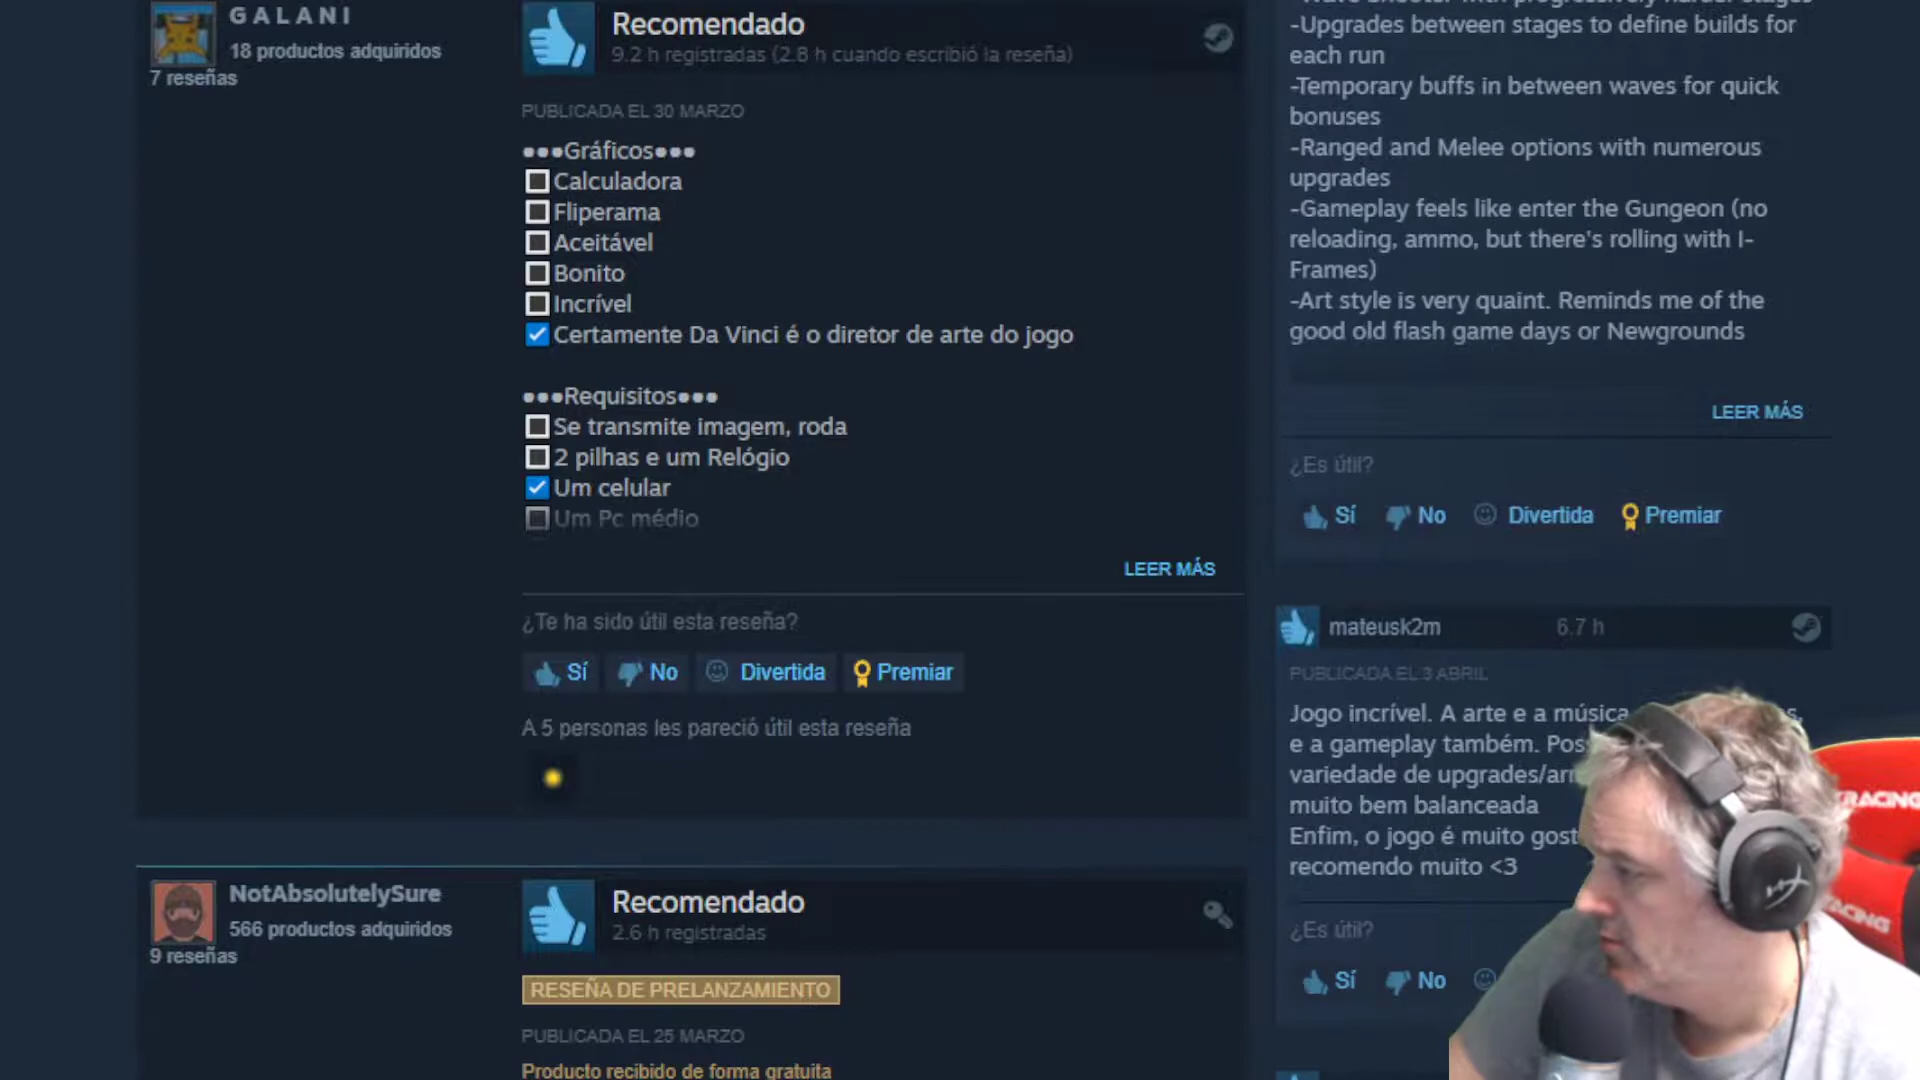 GALANI
18 productos adquiridos
7 reseñas
Recomendado
9.2 h registradas (2.8 h cuando escribió la reseña)
PUBLICADA EL 30 MARZO
●●●Gráficos●●●
Calculadora
Fliperama
Aceitável
Bonito
Incrível
Certamente Da Vinci é o diretor de arte do jogo
●●●Requisitos●●●
Se transmite imagem, roda
2 pilhas e um Relógio
Um celular
Um Pc médio
LEER MÁS
¿Te ha sido útil esta reseña?
Sí No Divertida Premiar
A 5 personas les pareció útil esta reseña
NotAbsolutelySure
566 productos adquiridos
9 reseñas
Recomendado
2.6 h registradas
RESEÑA DE PRELANZAMIENTO
PUBLICADA EL 25 MARZO
Producto recibido de forma gratuita
-Upgrades between stages to define builds for
each run
-Temporary buffs in between waves for quick
bonuses
-Ranged and Melee options with numerous
upgrades
-Gameplay feels like enter the Gungeon (no
reloading, ammo, but there's rolling with I-
Frames)
-Art style is very quaint. Reminds me of the
good old flash game days or Newgrounds
LEER MÁS
¿Es útil?
Sí No Divertida Premiar
mateusk2m 6.7 h
PUBLICADA EL 3 ABRIL
Jogo incrível. A arte e a música
e a gameplay também.
variedade de
muito bem balanceada
Enfim, o jogo é muito
recomendo muito <3
¿Es útil?
Sí No
RACING